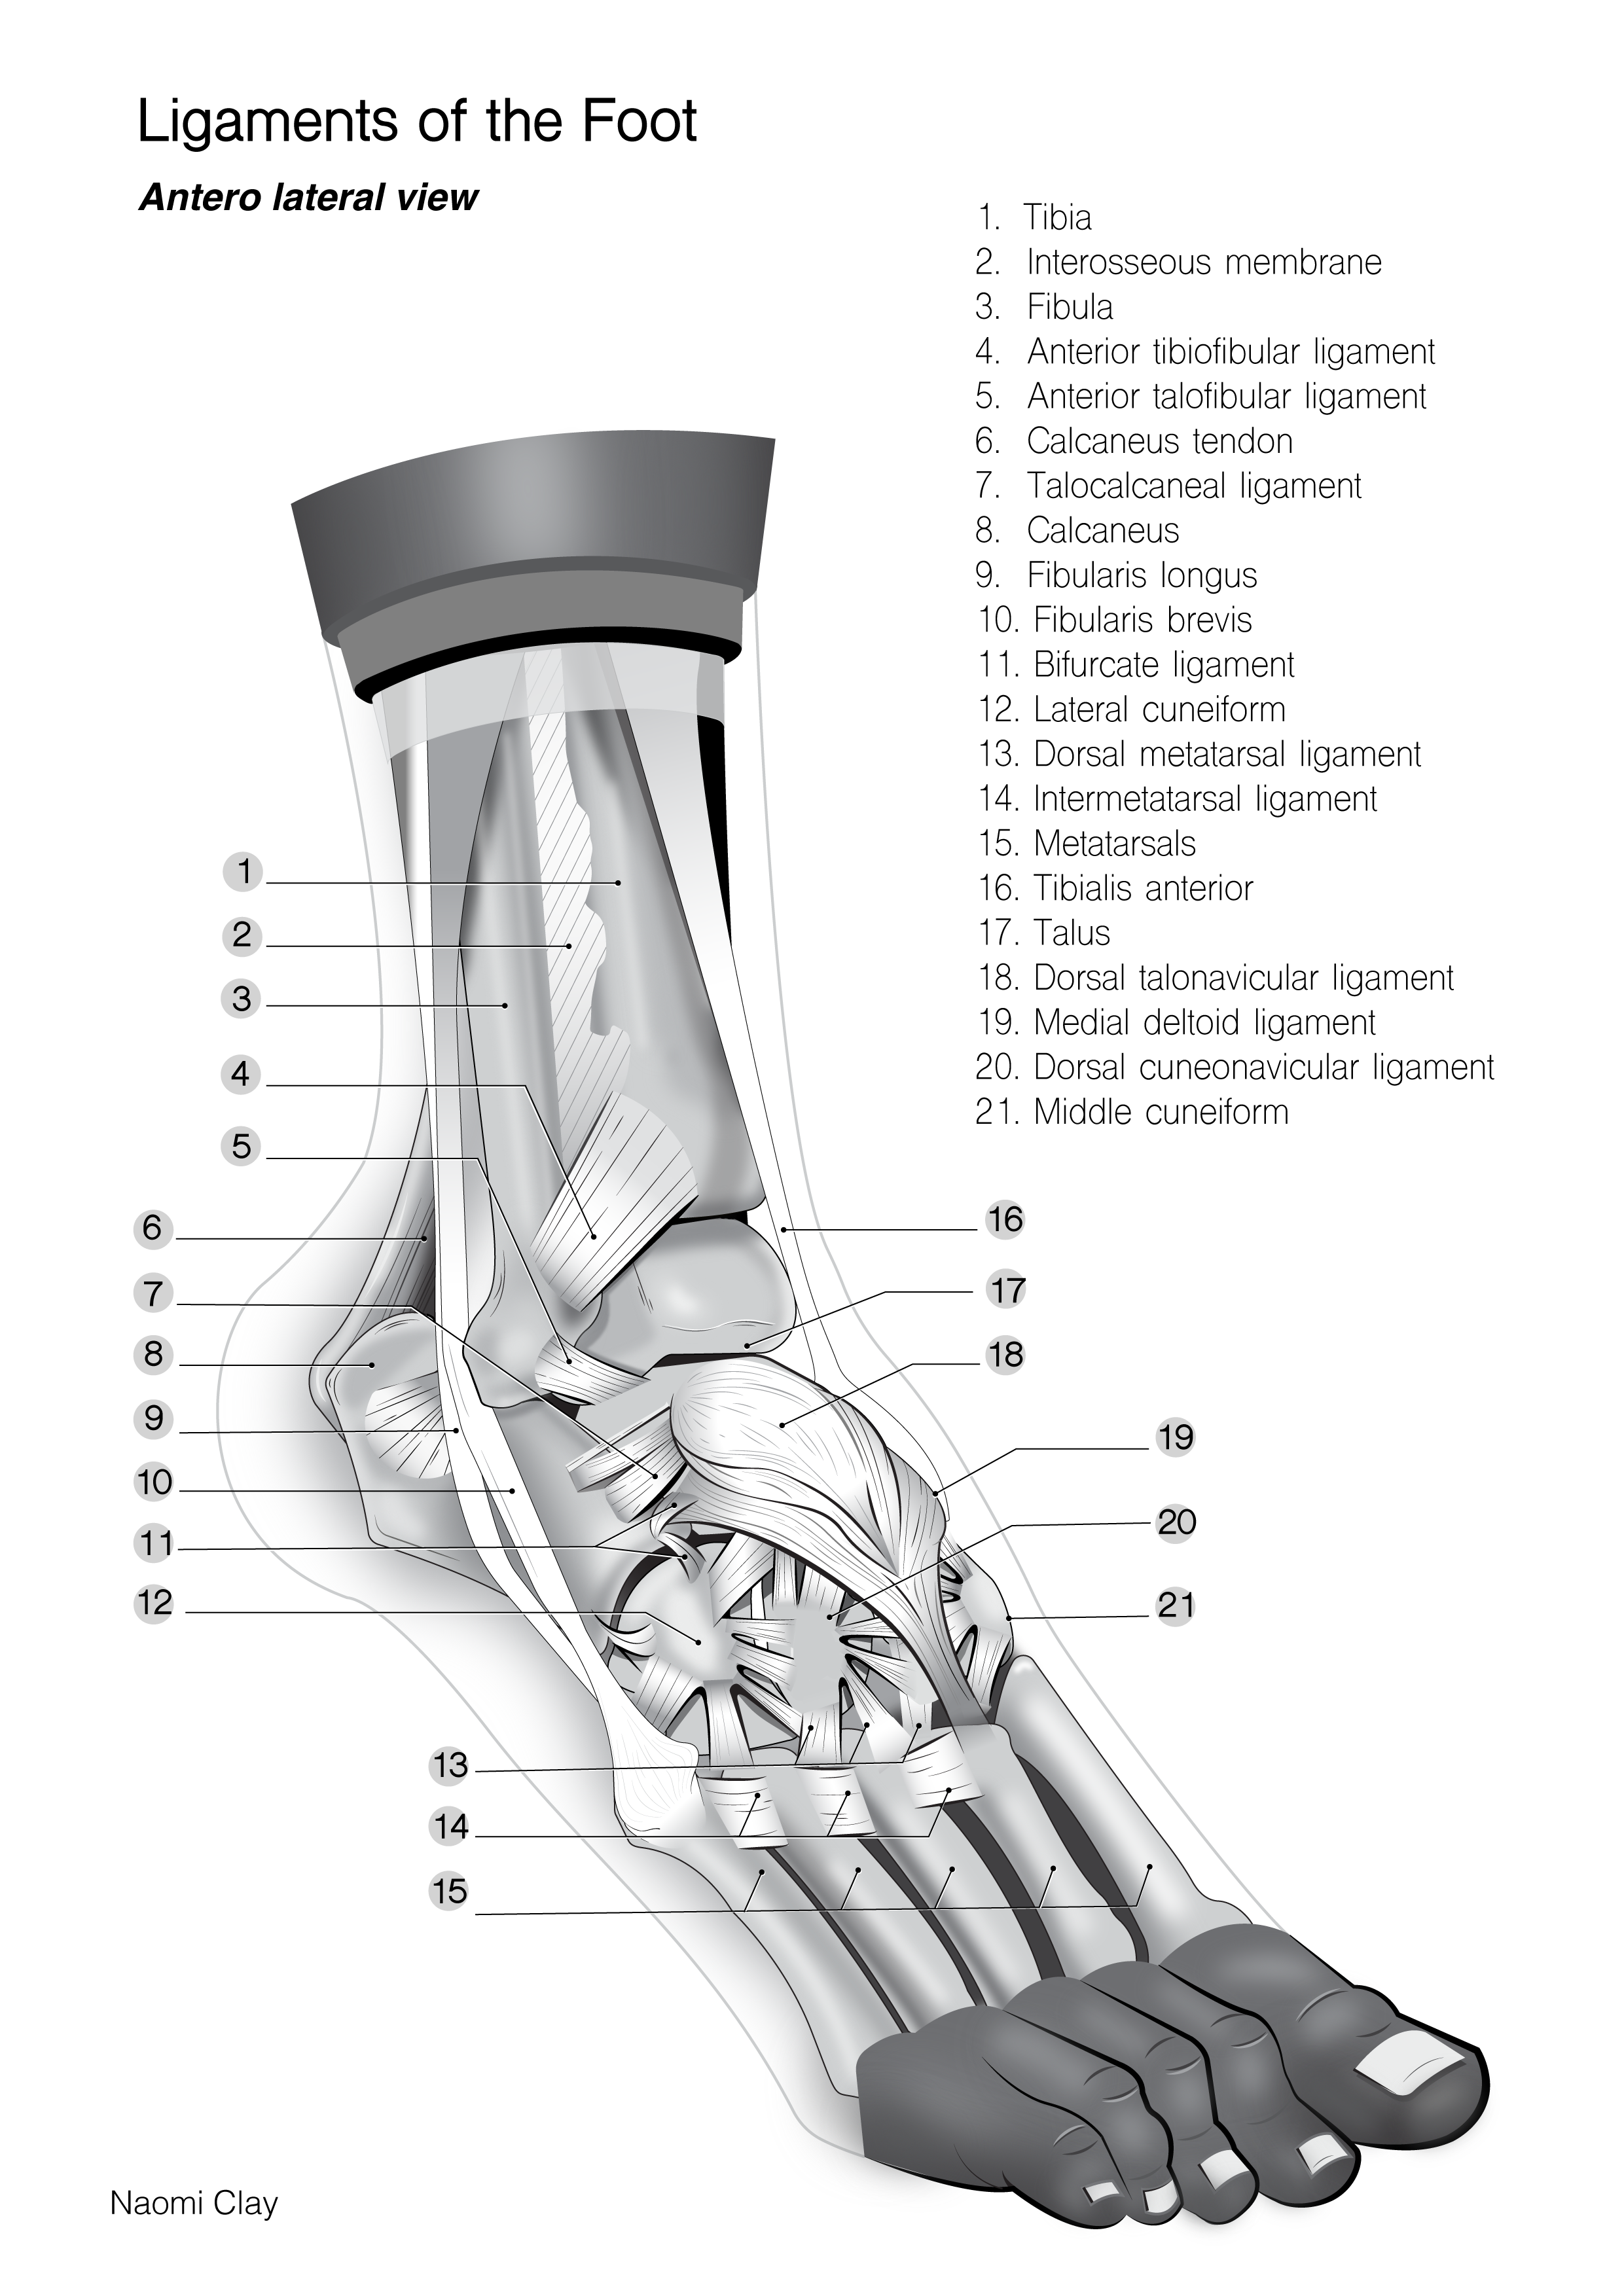 Ligaments of the Foot
Antero lateral view
1. Tibia
2. Interosseous membrane
3. Fibula
4. Anterior tibiofibular ligament
5. Anterior talofibular ligament
6. Calcaneus tendon
7. Talocalcaneal ligament
8. Calcaneus
9. Fibularis longus
10. Fibularis brevis
11. Bifurcate ligament
12. Lateral cuneiform
13. Dorsal metatarsal ligament
14. Intermetatarsal ligament
15. Metatarsals
16. Tibialis anterior
17. Talus
18. Dorsal talonavicular ligament
19. Medial deltoid ligament
20. Dorsal cuneonavicular ligament
21. Middle cuneiform
1
2
3
4
5
6
7
8
9
10
11
12
13
14
15
16
17
18
19
20
21
Naomi Clay